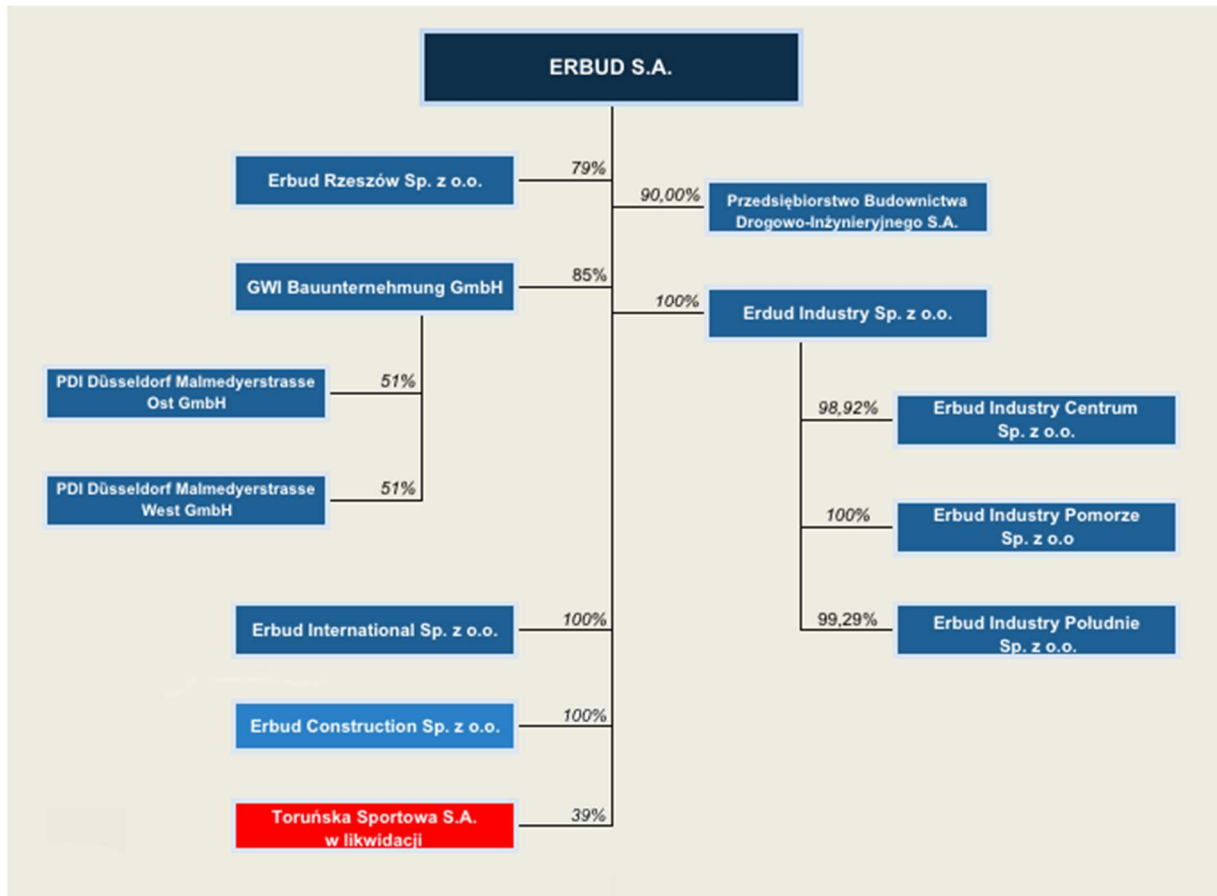 ERBUD S.A.
Erbud Rzeszów Sp. z o.o.
79%
90,00%
Przedsiębiorstwo Budownictwa
Drogowo-Inżynieryjnego S.A.
GWI Bauunternehmung GmbH
85%
100%
Erdud Industry Sp. z o.o.
PDI Düsseldorf Malmedyerstrasse
Ost GmbH
51%
98,92%
Erbud Industry Centrum
Sp. z o.o.
PDI Düsseldorf Malmedyerstrasse
West GmbH
51%
100%
Erbud Industry Pomorze
Sp. z o.o
Erbud International Sp. z o.o.
100%
99,29%
Erbud Industry Południe
Sp. z o.o.
Erbud Construction Sp. z o.o.
100%
Toruńska Sportowa S.A.
w likwidacji
39%